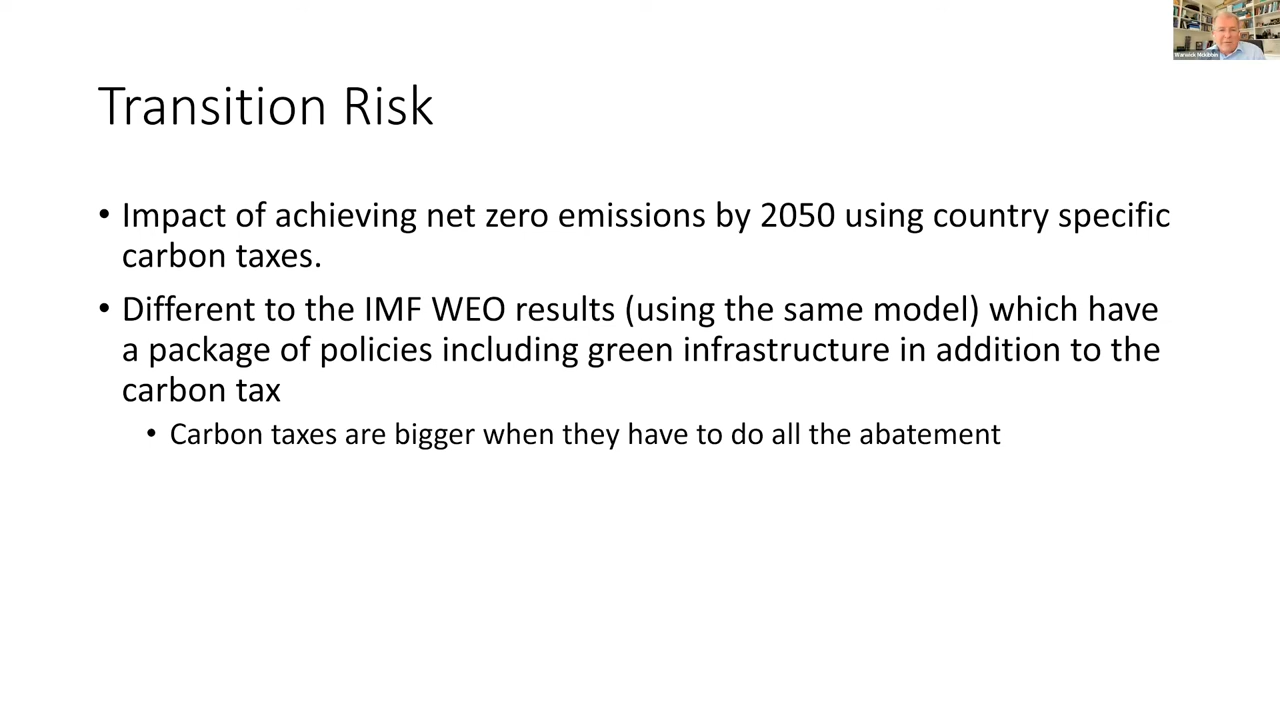 Warwick McKibbin
Transition Risk
• Impact of achieving net zero emissions by 2050 using country specific
carbon taxes.
• Different to the IMF WEO results (using the same model) which have
a package of policies including green infrastructure in addition to the
carbon tax
• Carbon taxes are bigger when they have to do all the abatement